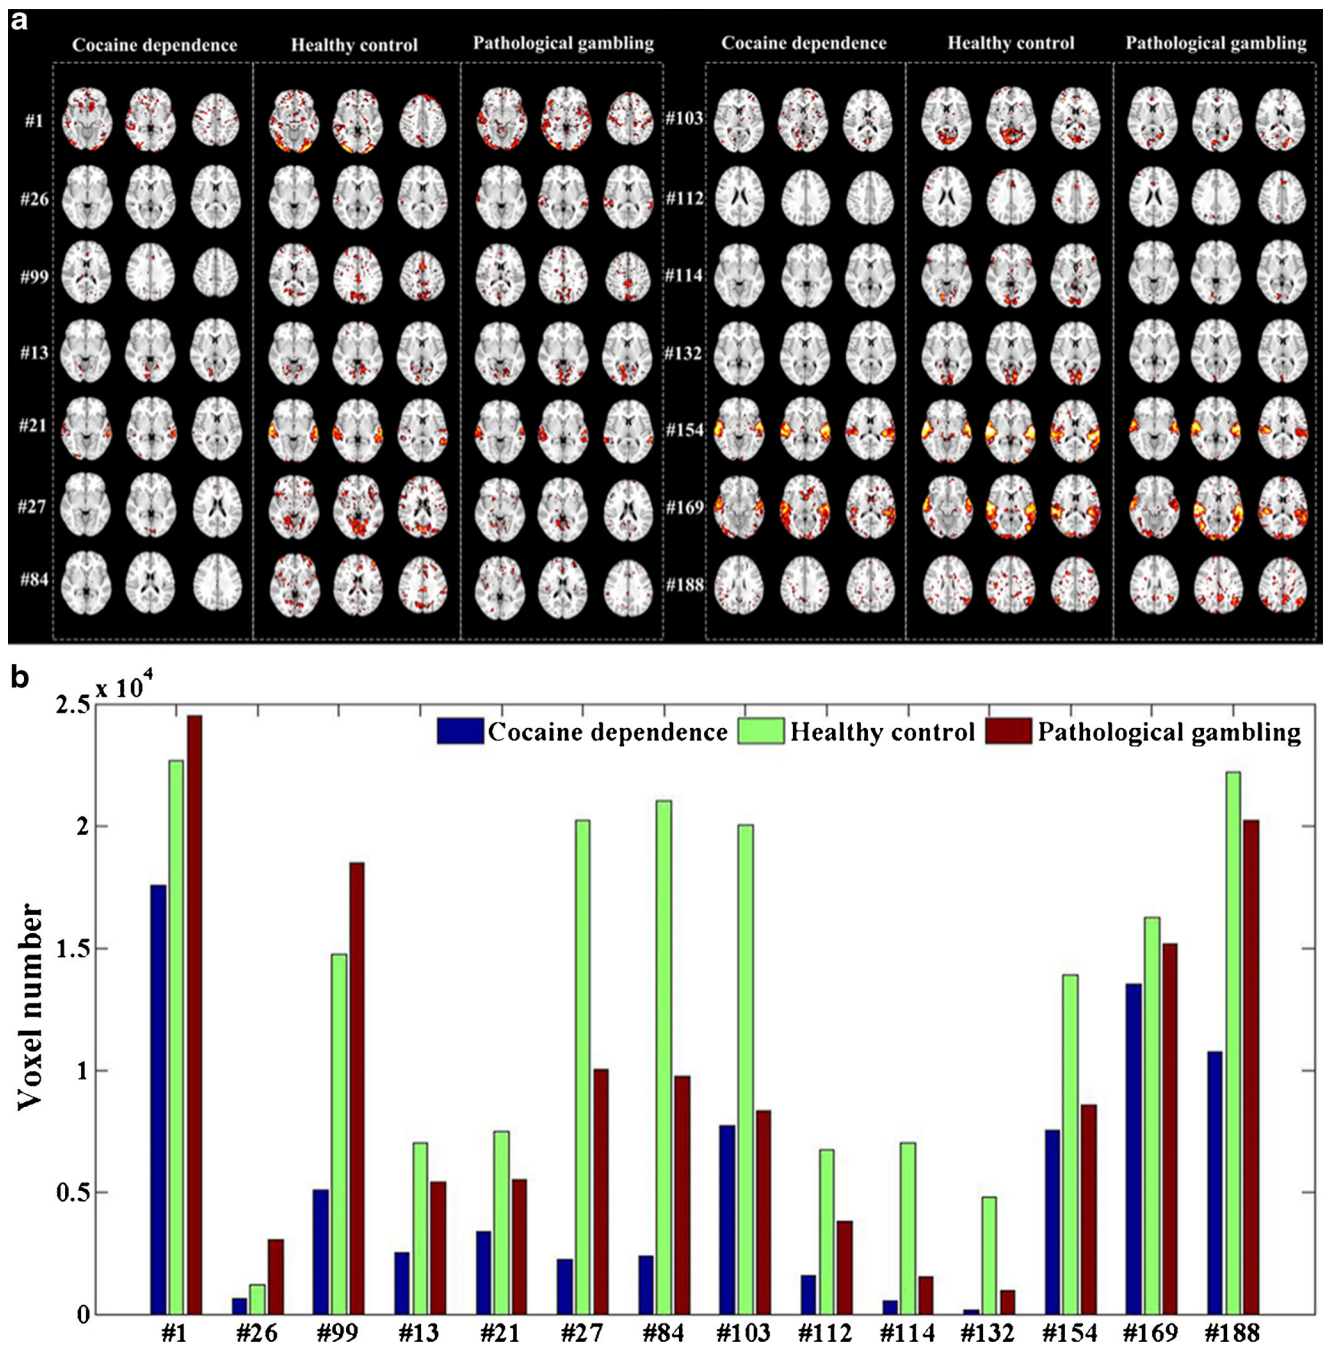 a
Cocaine dependence Healthy control Pathological gambling Cocaine dependence Healthy control Pathological gambling
#1 #103
#26 #112
#99 #114
#13 #132
#21 #154
#27 #169
#84 #188
b
x 10^4
2.5
Cocaine dependence Healthy control Pathological gambling
2
1.5
1
0.5
0
Voxel number
#1 #26 #99 #13 #21 #27 #84 #103 #112 #114 #132 #154 #169 #188